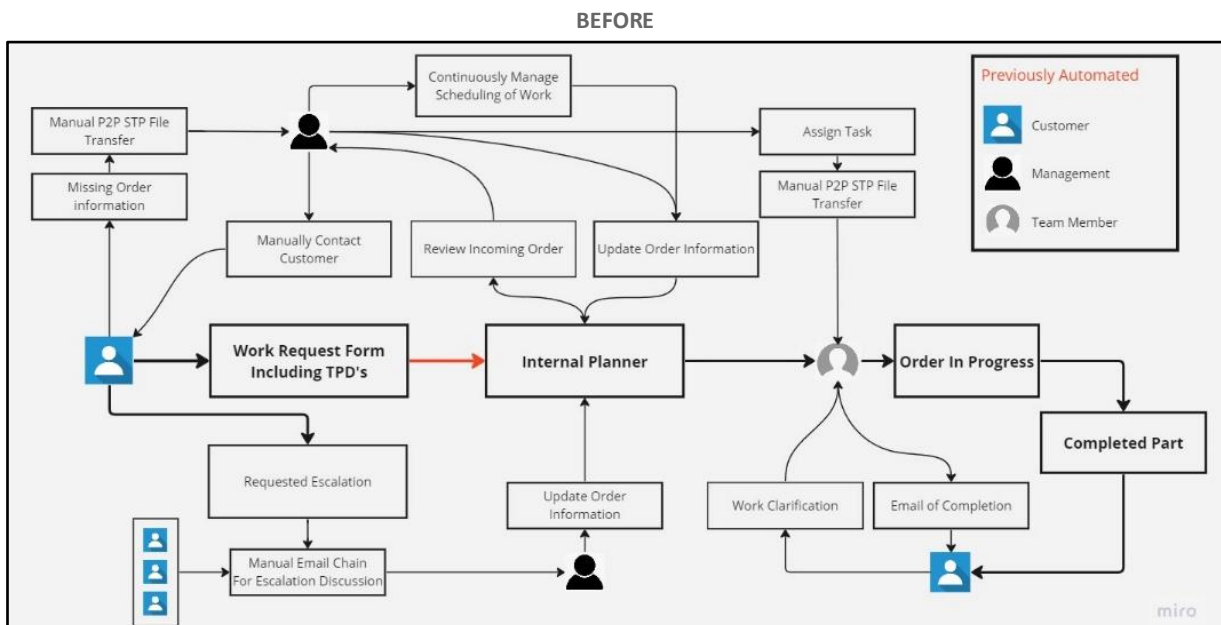 BEFORE
Continuously Manage
Scheduling of Work
Previously Automated
Customer
Management
Team Member
Manual P2P STP File
Transfer
Assign Task
Missing Order
information
Manual P2P STP File
Transfer
Manually Contact
Customer
Review Incoming Order
Update Order Information
Work Request Form
Including TPD's
Internal Planner
Order In Progress
Completed Part
Requested Escalation
Update Order
Information
Work Clarification
Email of Completion
Manual Email Chain
For Escalation Discussion
miro